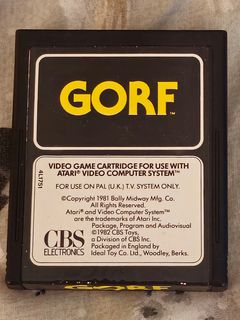 GORF™
VIDEO GAME CARTRIDGE FOR USE WITH
ATARI® VIDEO COMPUTER SYSTEM™
FOR USE ON PAL (U.K.) T.V. SYSTEM ONLY.
©Copyright 1981 Bally Midway Mfg. Co.
All Rights Reserved.
Atari® and Video Computer System™
are the trademarks of Atari Inc.
Package, Program and Audiovisual
©1982 CBS Toys,
a Division of CBS Inc.
Packaged in England by
Ideal Toy Co. Ltd., Woodley, Berks.
CBS
ELECTRONICS
4L1751
GORF